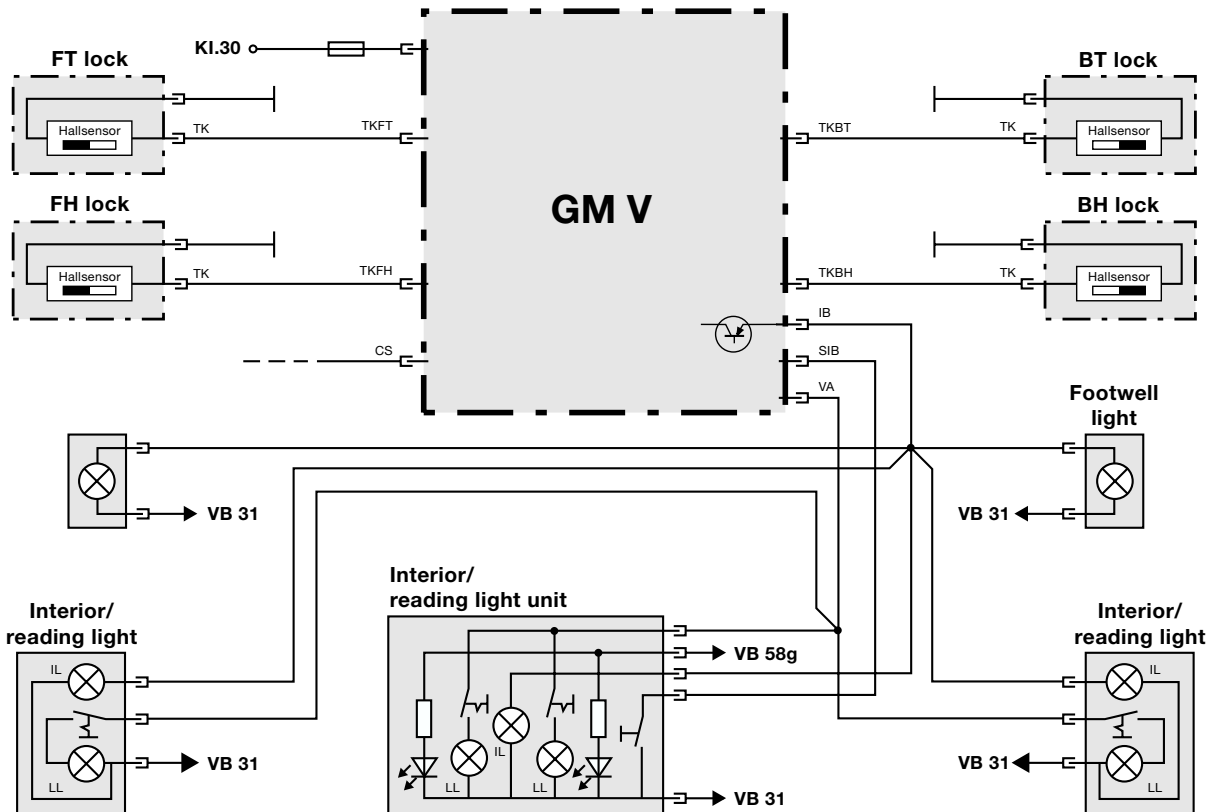 KI.30
FT lock
BT lock
Hallsensor
TK
TKFT
TKBT
TK
Hallsensor
FH lock
GM V
BH lock
Hallsensor
TK
TKFH
TKBH
TK
Hallsensor
IB
CS
SIB
VA
Footwell
light
VB 31
VB 31
Interior/
reading light unit
Interior/
reading light
Interior/
reading light
VB 58g
IL
IL
IL
VB 31
VB 31
LL
LL
LL
LL
VB 31